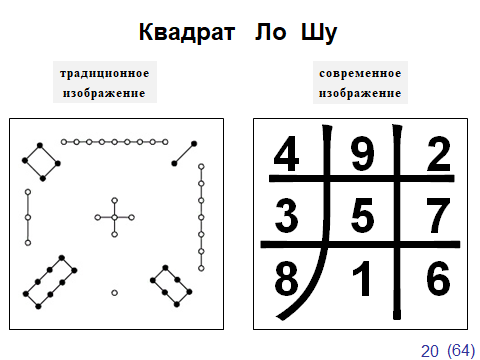 Квадрат Ло Шу
традиционное
изображение
современное
изображение
4 9 2
3 5 7
8 1 6
20 (64)